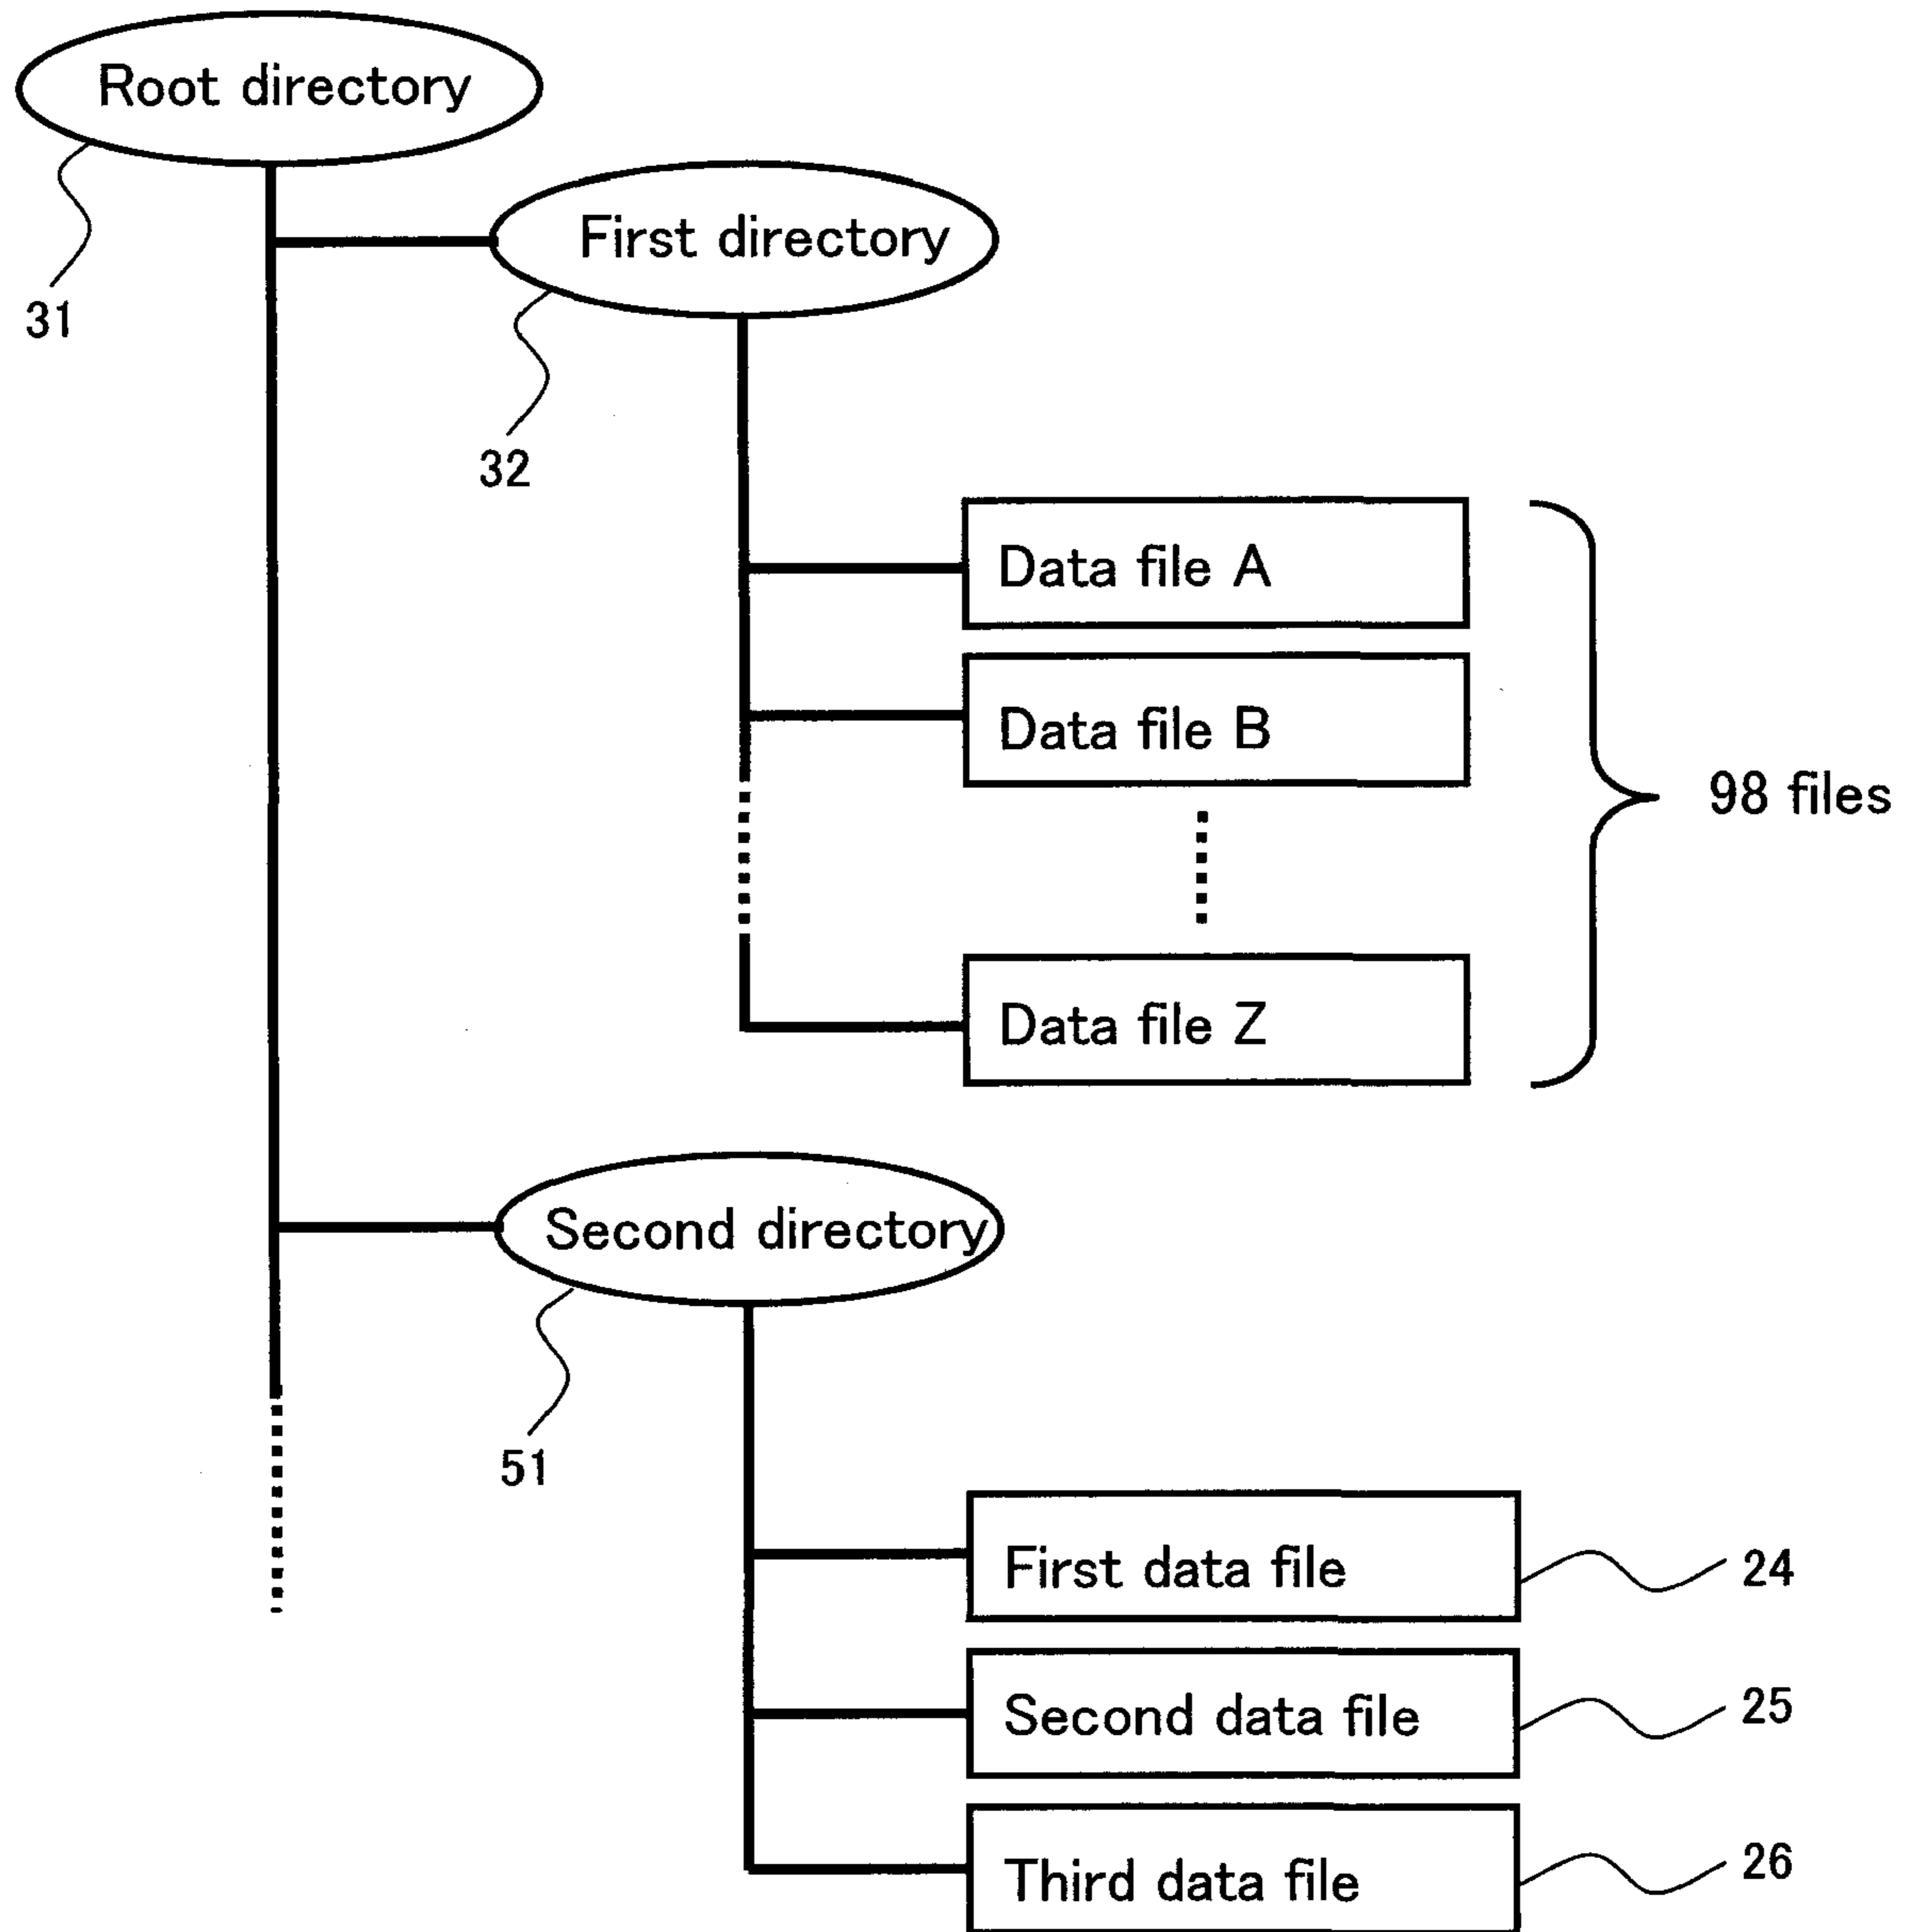 Root directory
31
First directory
32
Data file A
Data file B
98 files
Data file Z
Second directory
51
First data file
24
Second data file
25
Third data file
26